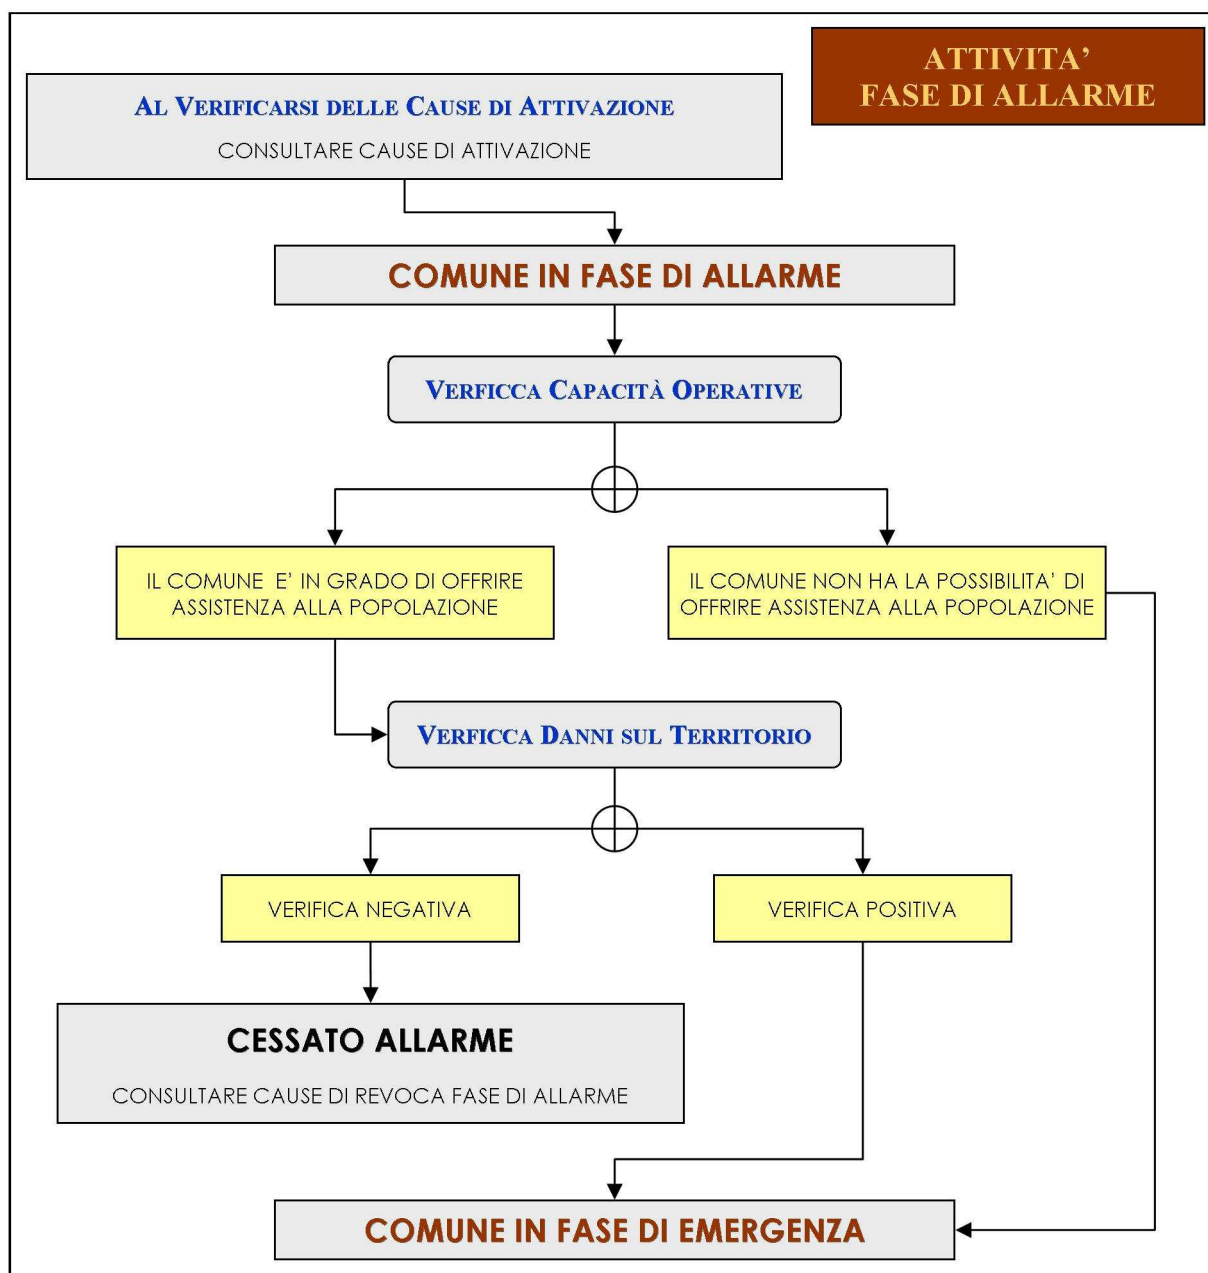 ATTIVITA’
FASE DI ALLARME
AL VERIFICARSI DELLE CAUSE DI ATTIVAZIONE
CONSULTARE CAUSE DI ATTIVAZIONE
COMUNE IN FASE DI ALLARME
VERFICCA CAPACITÀ OPERATIVE
IL COMUNE E’ IN GRADO DI OFFRIRE
ASSISTENZA ALLA POPOLAZIONE
IL COMUNE NON HA LA POSSIBILITA’ DI
OFFRIRE ASSISTENZA ALLA POPOLAZIONE
VERFICCA DANNI SUL TERRITORIO
VERIFICA NEGATIVA
VERIFICA POSITIVA
CESSATO ALLARME
CONSULTARE CAUSE DI REVOCA FASE DI ALLARME
COMUNE IN FASE DI EMERGENZA